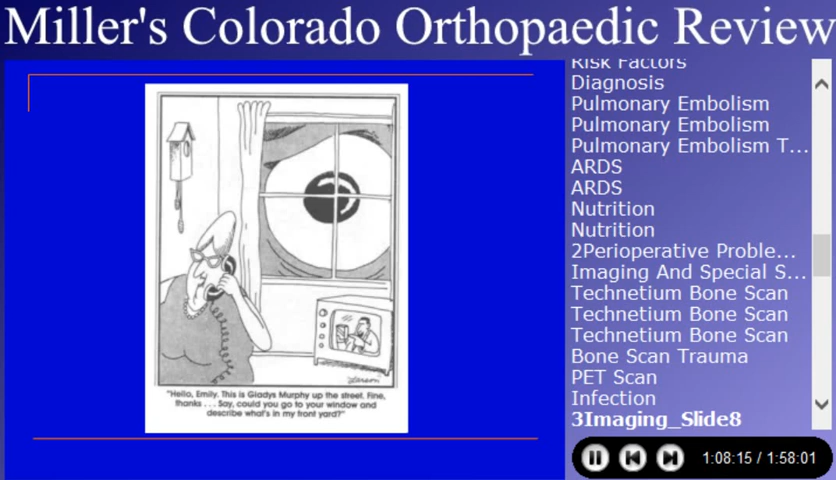 Miller's Colorado Orthopaedic Review
Risk Factors
Diagnosis
Pulmonary Embolism
Pulmonary Embolism
Pulmonary Embolism T...
ARDS
ARDS
Nutrition
Nutrition
2Perioperative Proble...
Imaging And Special S...
Technetium Bone Scan
Technetium Bone Scan
Technetium Bone Scan
Bone Scan Trauma
PET Scan
Infection
3Imaging_Slide8
1:08:15 / 1:58:01
Larson
"Hello, Emily. This is Gladys Murphy up the street. Fine,
thanks . . . Say, could you go to your window and
describe what's in my front yard?"